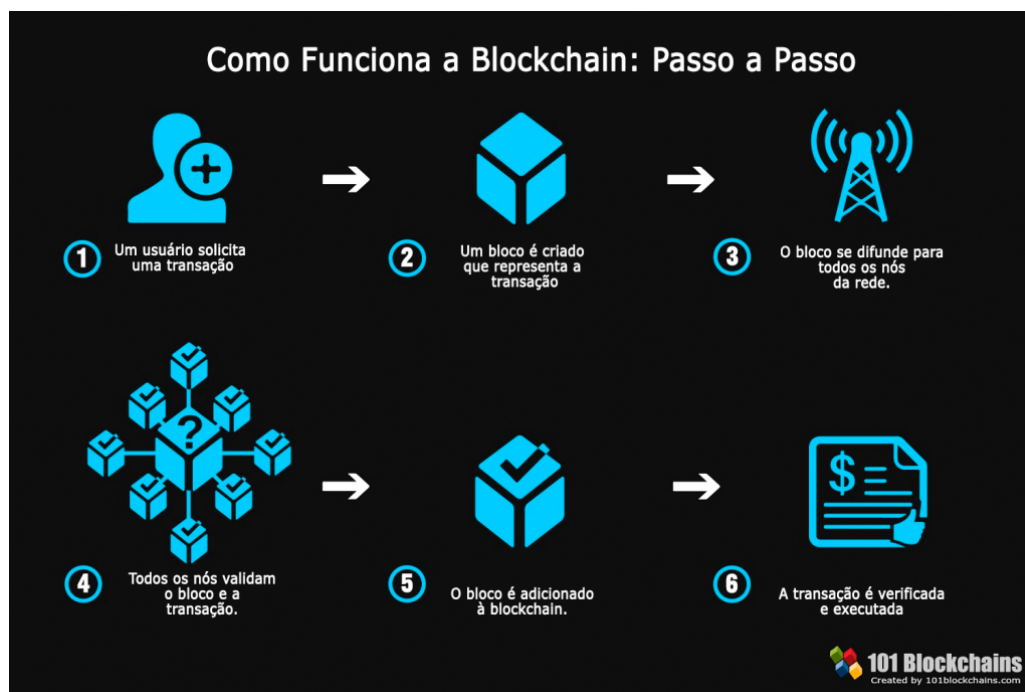 Como Funciona a Blockchain: Passo a Passo
1
Um usuário solicita
uma transação
2
Um bloco é criado
que representa a
transação
3
O bloco se difunde para
todos os nós
da rede.
?
4
Todos os nós validam
o bloco e a
transação.
5
O bloco é adicionado
à blockchain.
$
6
A transação é verificada
e executada
101 Blockchains
Created by 101blockchains.com